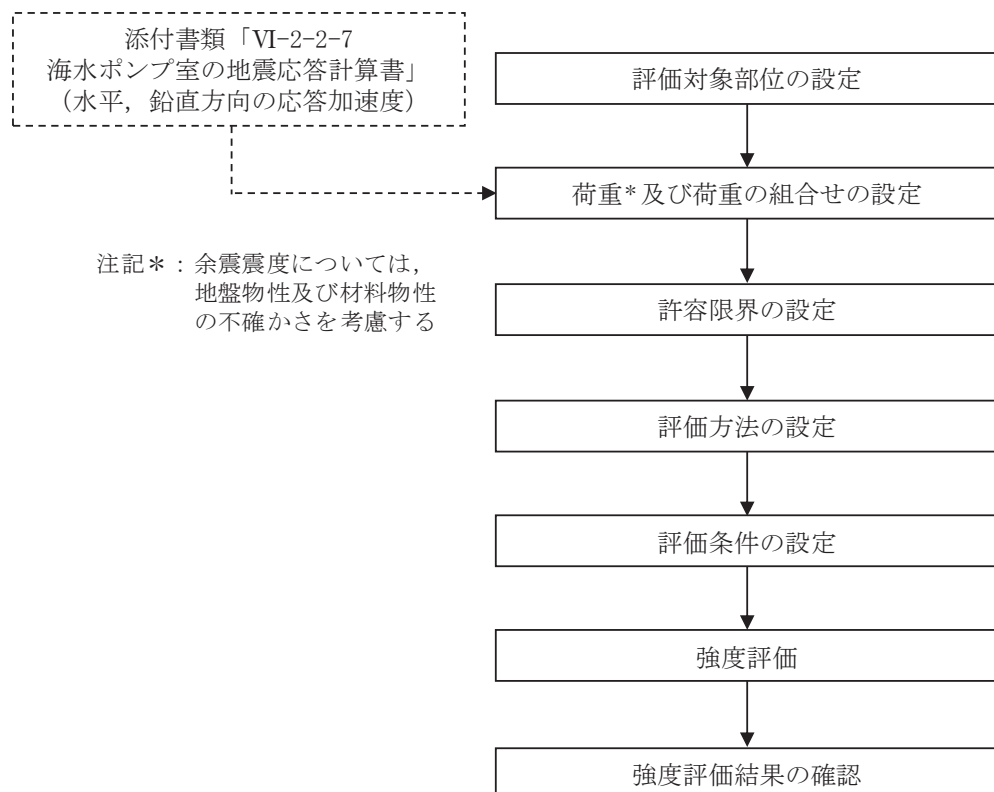 添付書類「Ⅵ-2-2-7
海水ポンプ室の地震応答計算書」
（水平，鉛直方向の応答加速度）
評価対象部位の設定
荷重＊及び荷重の組合せの設定
注記＊：余震震度については，
地盤物性及び材料物性
の不確かさを考慮する
許容限界の設定
評価方法の設定
評価条件の設定
強度評価
強度評価結果の確認